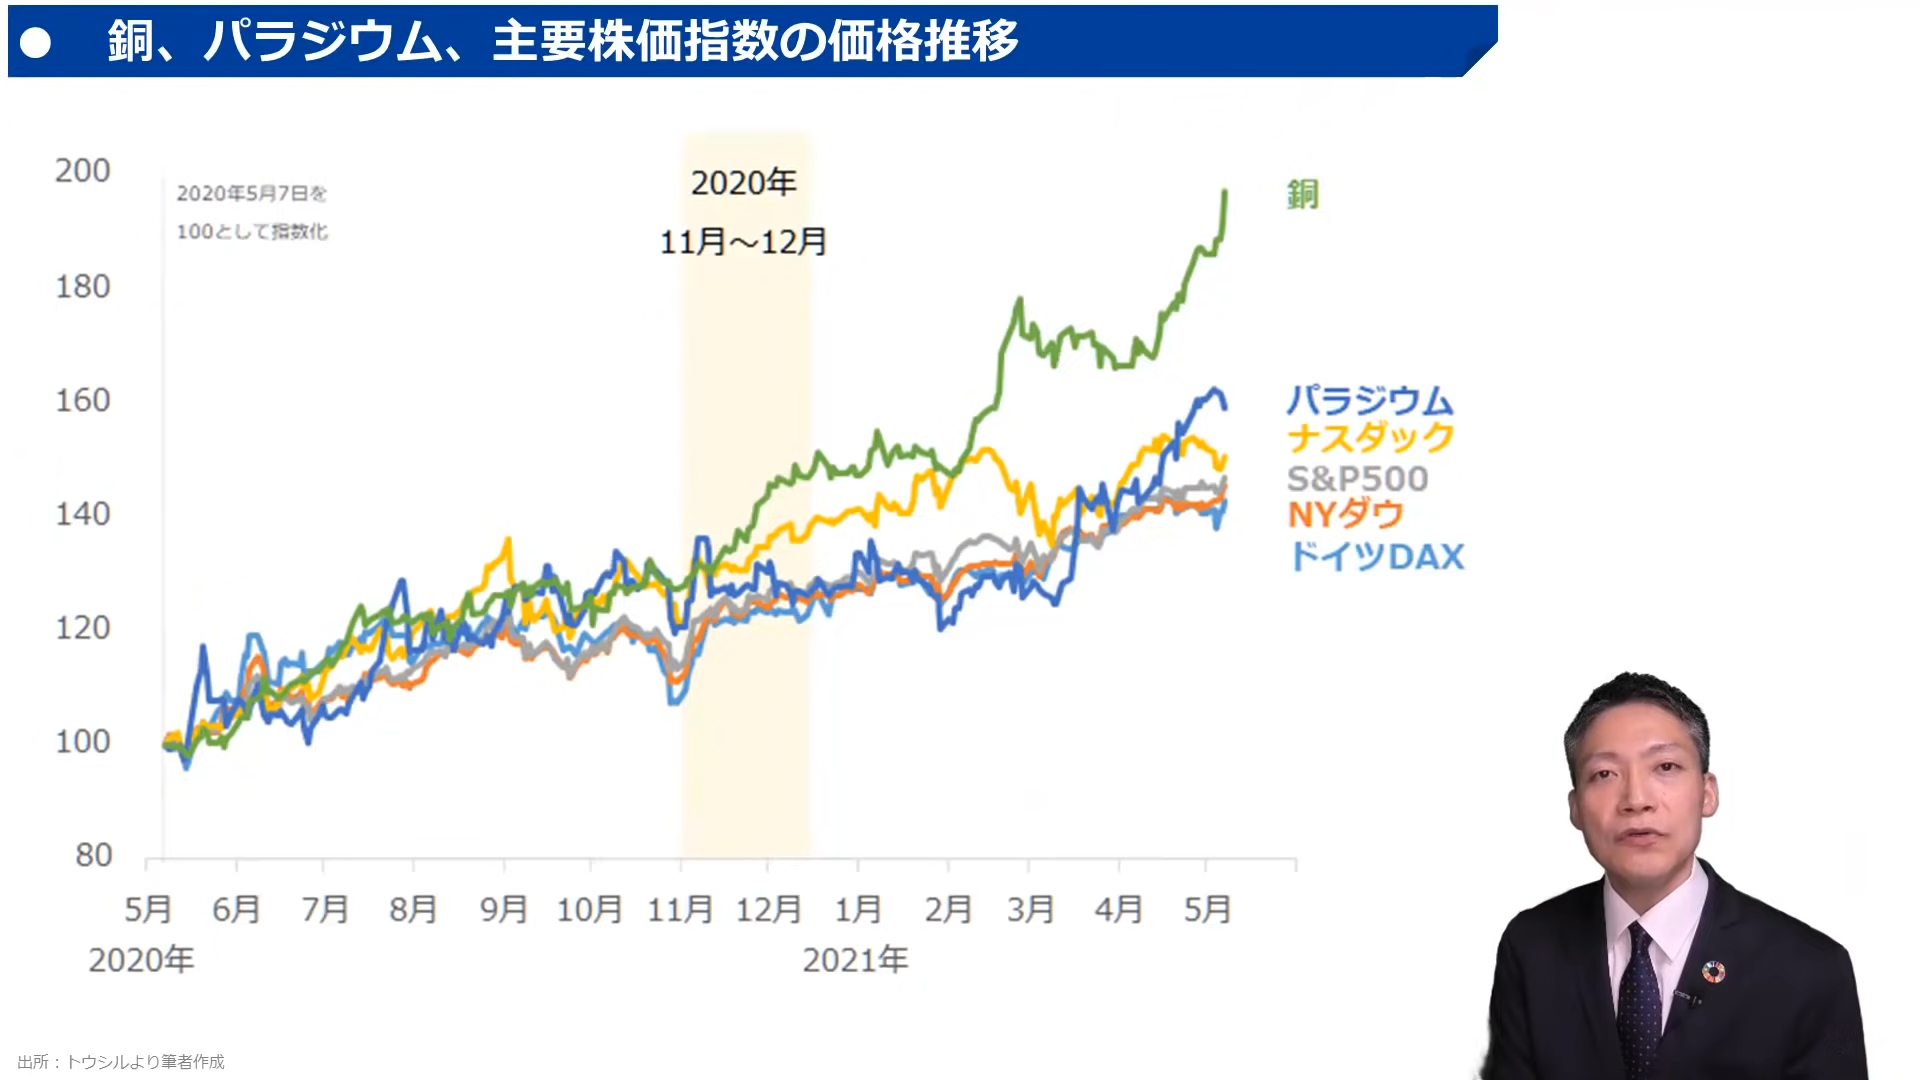 ● 銅、パラジウム、主要株価指数の価格推移
200
180
160
140
120
100
80
2020年5月7日を
100として指数化
2020年
11月～12月
銅
パラジウム
ナスダック
S&P500
NYダウ
ドイツDAX
5月 6月 7月 8月 9月 10月 11月 12月 1月 2月 3月 4月 5月
2020年 2021年
出所：トウシルより筆者作成